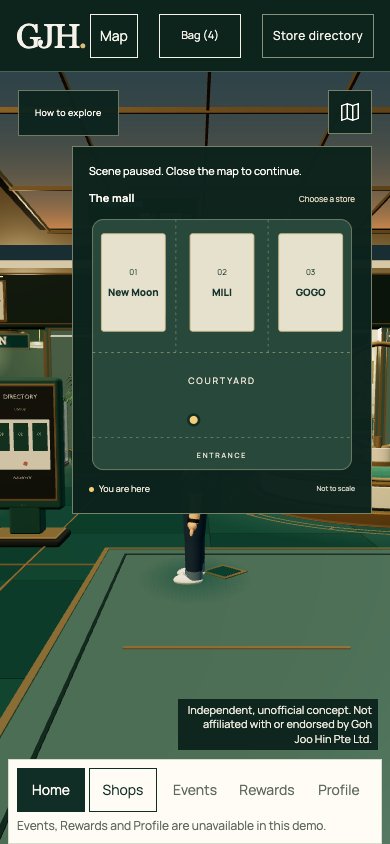 GJH.
Map
Bag (4)
Store directory
How to explore
Scene paused. Close the map to continue.
The mall
Choose a store
01
New Moon
02
MILI
03
GOGO
COURTYARD
ENTRANCE
You are here
Not to scale
DIRECTORY
Independent, unofficial concept. Not
affiliated with or endorsed by Goh
Joo Hin Pte Ltd.
Home
Shops
Events
Rewards
Profile
Events, Rewards and Profile are unavailable in this demo.